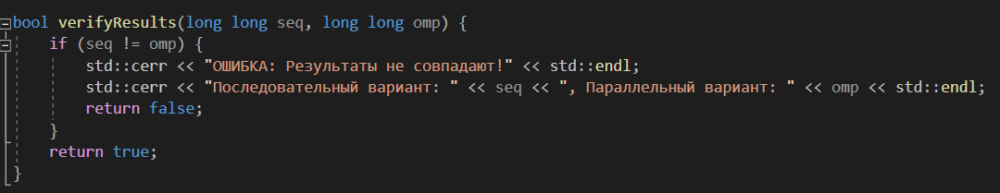 bool verifyResults(long long seq, long long omp) {
if (seq != omp) {
std::cerr << "ОШИБКА: Результаты не совпадают!" << std::endl;
std::cerr << "Последовательный вариант: " << seq << ", Параллельный вариант: " << omp << std::endl;
return false;
}
return true;
}